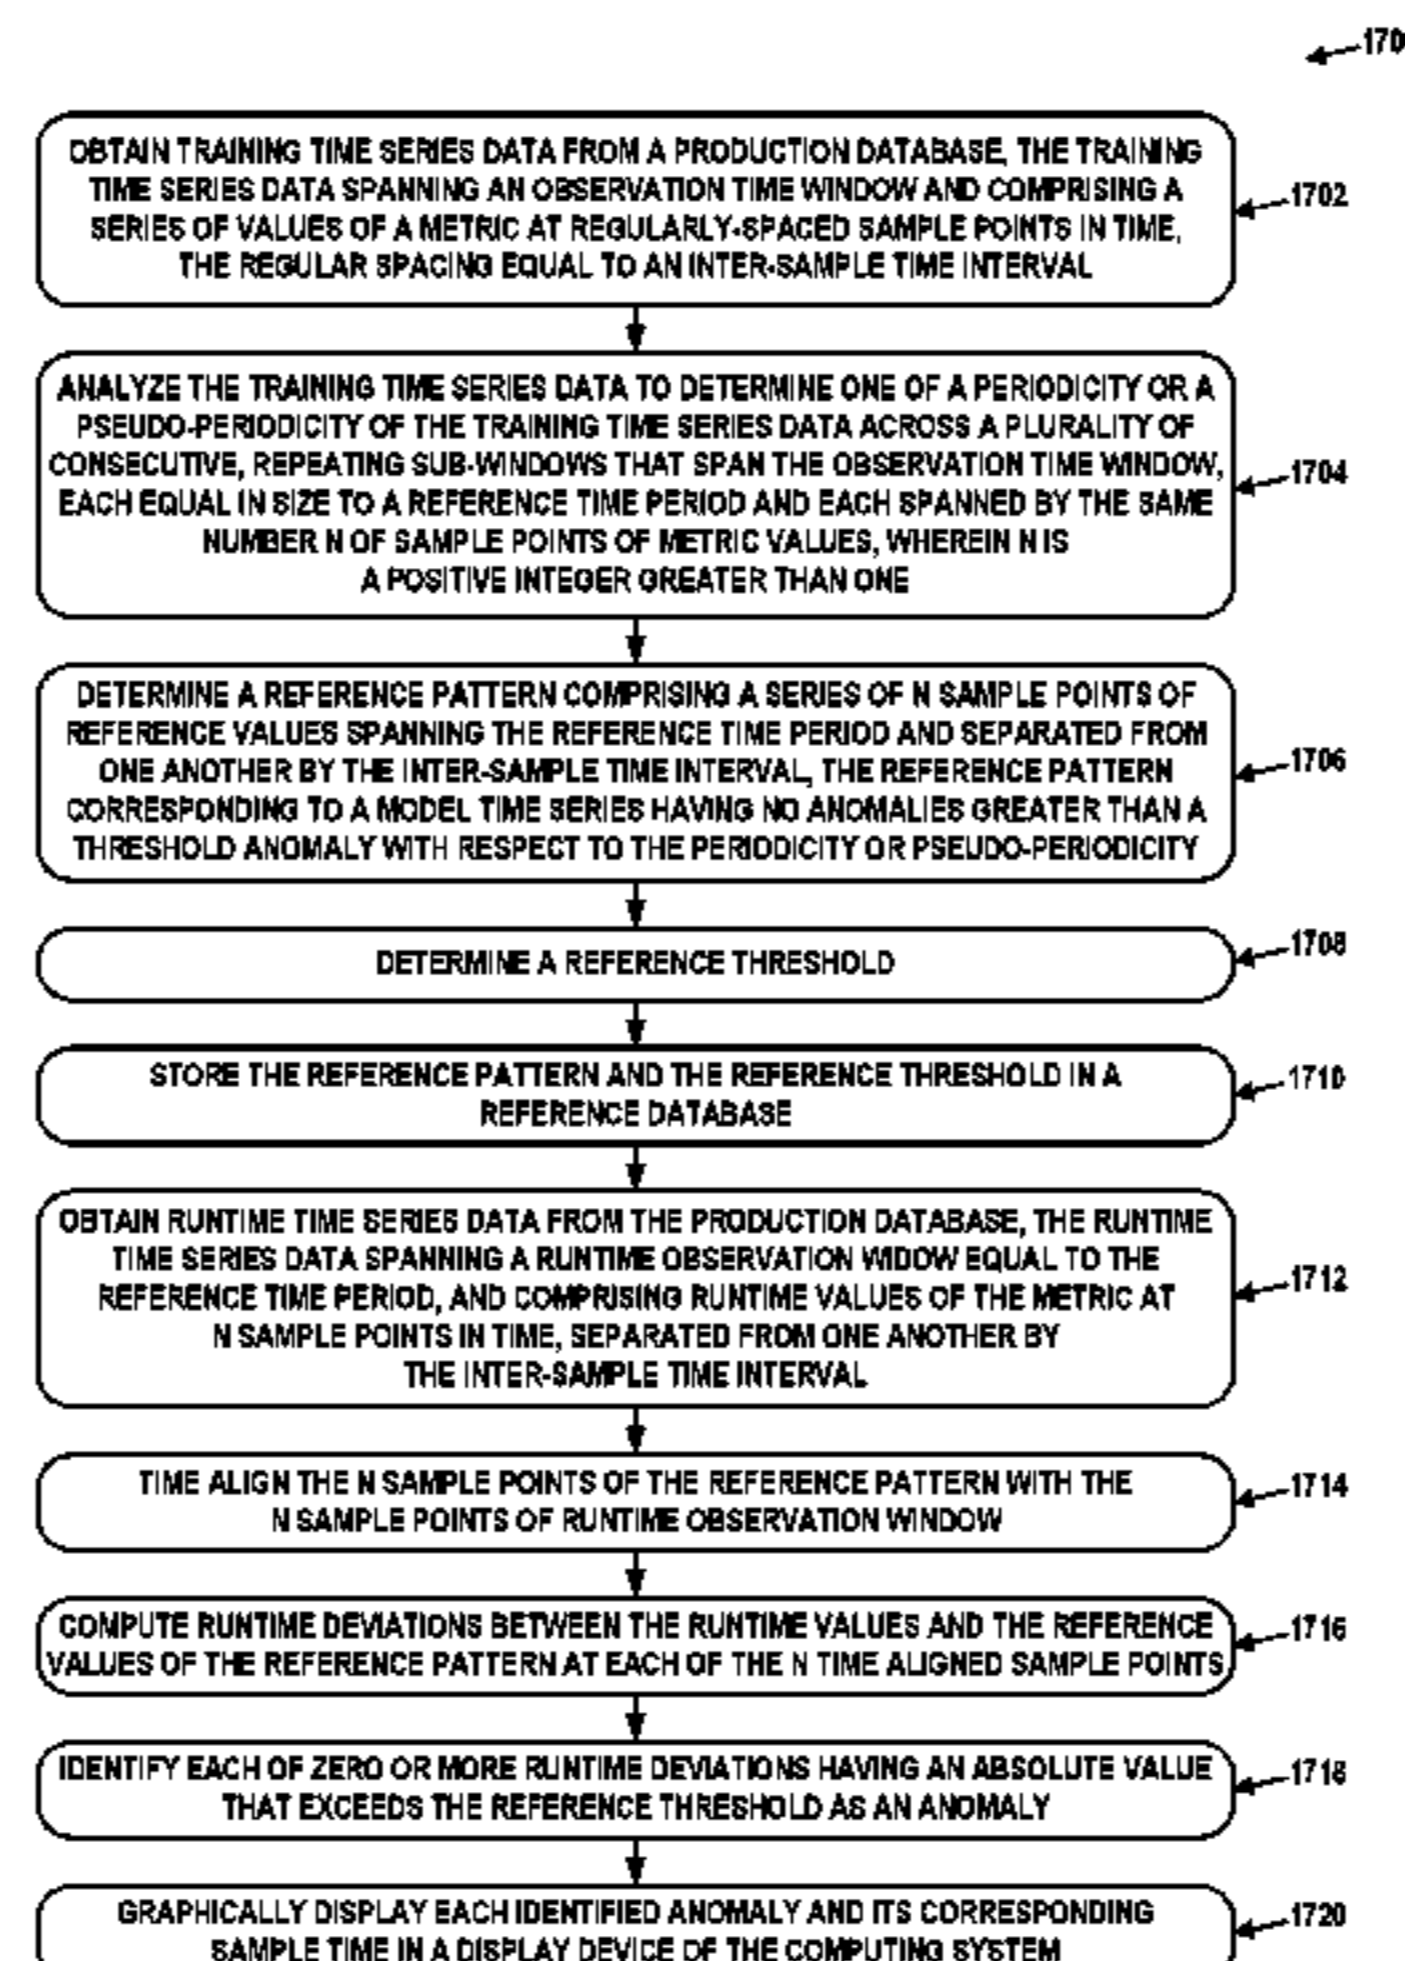 170
OBTAIN TRAINING TIME SERIES DATA FROM A PRODUCTION DATABASE, THE TRAINING
TIME SERIES DATA SPANNING AN OBSERVATION TIME WINDOW AND COMPRISING A
SERIES OF VALUES OF A METRIC AT REGULARLY-SPACED SAMPLE POINTS IN TIME,
THE REGULAR SPACING EQUAL TO AN INTER-SAMPLE TIME INTERVAL
1702
ANALYZE THE TRAINING TIME SERIES DATA TO DETERMINE ONE OF A PERIODICITY OR A
PSEUDO-PERIODICITY OF THE TRAINING TIME SERIES DATA ACROSS A PLURALITY OF
CONSECUTIVE, REPEATING SUB-WINDOWS THAT SPAN THE OBSERVATION TIME WINDOW,
EACH EQUAL IN SIZE TO A REFERENCE TIME PERIOD AND EACH SPANNED BY THE SAME
NUMBER N OF SAMPLE POINTS OF METRIC VALUES, WHEREIN N IS
A POSITIVE INTEGER GREATER THAN ONE
1704
DETERMINE A REFERENCE PATTERN COMPRISING A SERIES OF N SAMPLE POINTS OF
REFERENCE VALUES SPANNING THE REFERENCE TIME PERIOD AND SEPARATED FROM
ONE ANOTHER BY THE INTER-SAMPLE TIME INTERVAL, THE REFERENCE PATTERN
CORRESPONDING TO A MODEL TIME SERIES HAVING NO ANOMALIES GREATER THAN A
THRESHOLD ANOMALY WITH RESPECT TO THE PERIODICITY OR PSEUDO-PERIODICITY
1706
DETERMINE A REFERENCE THRESHOLD
1708
STORE THE REFERENCE PATTERN AND THE REFERENCE THRESHOLD IN A
REFERENCE DATABASE
1710
OBTAIN RUNTIME TIME SERIES DATA FROM THE PRODUCTION DATABASE, THE RUNTIME
TIME SERIES DATA SPANNING A RUNTIME OBSERVATION WIDOW EQUAL TO THE
REFERENCE TIME PERIOD, AND COMPRISING RUNTIME VALUES OF THE METRIC AT
N SAMPLE POINTS IN TIME, SEPARATED FROM ONE ANOTHER BY
THE INTER-SAMPLE TIME INTERVAL
1712
TIME ALIGN THE N SAMPLE POINTS OF THE REFERENCE PATTERN WITH THE
N SAMPLE POINTS OF RUNTIME OBSERVATION WINDOW
1714
COMPUTE RUNTIME DEVIATIONS BETWEEN THE RUNTIME VALUES AND THE REFERENCE
VALUES OF THE REFERENCE PATTERN AT EACH OF THE N TIME ALIGNED SAMPLE POINTS
1716
IDENTIFY EACH OF ZERO OR MORE RUNTIME DEVIATIONS HAVING AN ABSOLUTE VALUE
THAT EXCEEDS THE REFERENCE THRESHOLD AS AN ANOMALY
1718
GRAPHICALLY DISPLAY EACH IDENTIFIED ANOMALY AND ITS CORRESPONDING
SAMPLE TIME IN A DISPLAY DEVICE OF THE COMPUTING SYSTEM
1720